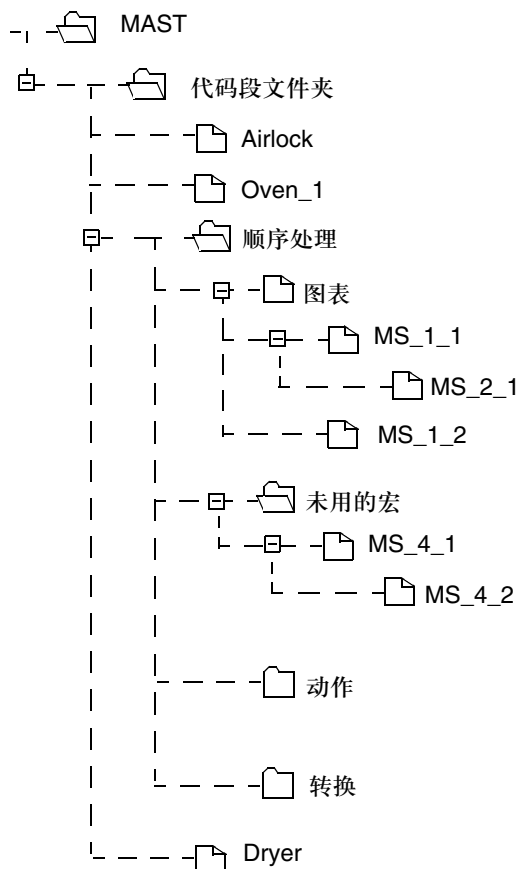 MAST
代码段文件夹
Airlock
Oven_1
顺序处理
图表
MS_1_1
MS_2_1
MS_1_2
未用的宏
MS_4_1
MS_4_2
动作
转换
Dryer